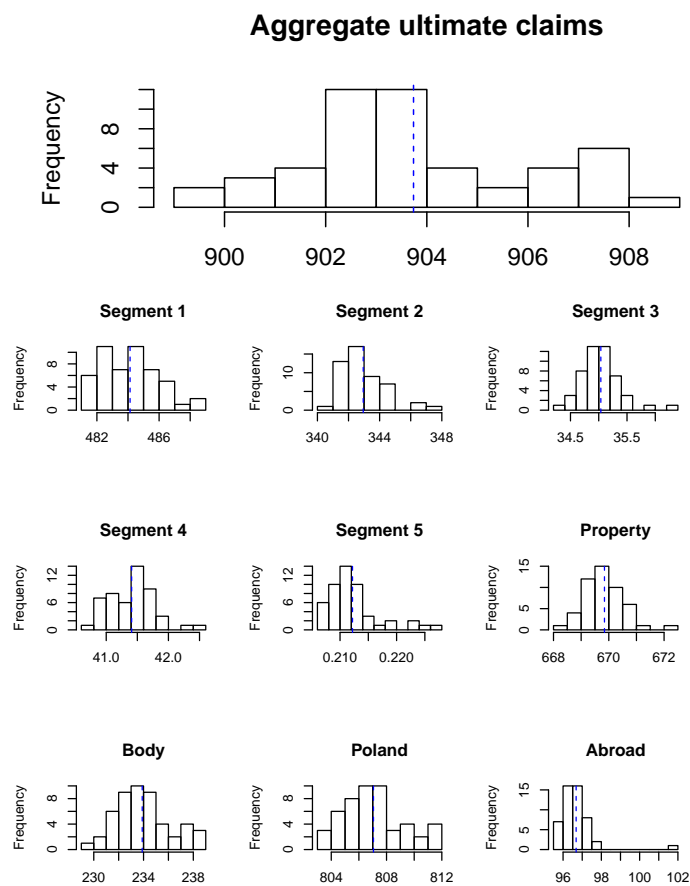 Aggregate ultimate claims
Frequency
0 4 8
900 902 904 906 908
Segment 1 Segment 2 Segment 3
Frequency Frequency Frequency
0 4 8 0 10 0 4 8
482 486 340 344 348 34.5 35.5
Segment 4 Segment 5 Property
Frequency Frequency Frequency
0 6 12 0 6 12 0 5 15
41.0 42.0 0.210 0.220 668 670 672
Body Poland Abroad
Frequency Frequency Frequency
0 4 8 0 4 8 0 5 15
230 234 238 804 808 812 96 98 100 102